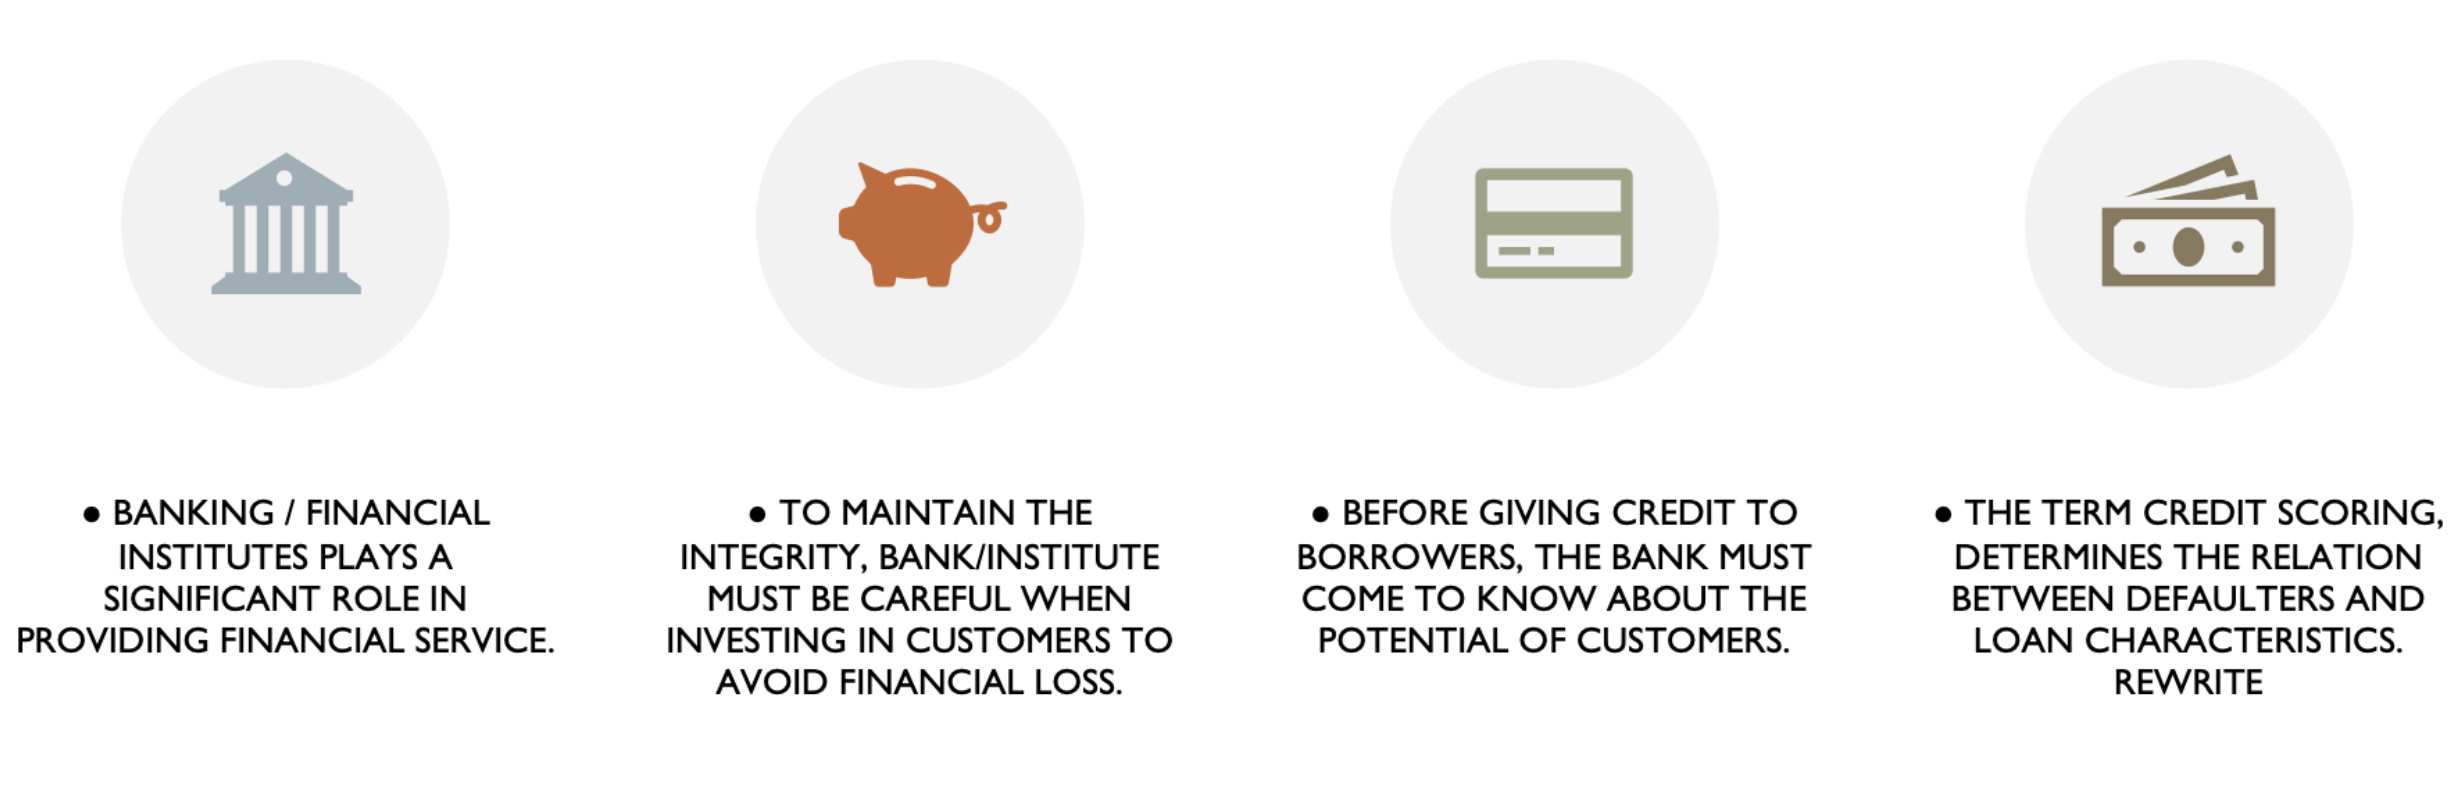 ● BANKING / FINANCIAL
INSTITUTES PLAYS A
SIGNIFICANT ROLE IN
PROVIDING FINANCIAL SERVICE.
● TO MAINTAIN THE
INTEGRITY, BANK/INSTITUTE
MUST BE CAREFUL WHEN
INVESTING IN CUSTOMERS TO
AVOID FINANCIAL LOSS.
● BEFORE GIVING CREDIT TO
BORROWERS, THE BANK MUST
COME TO KNOW ABOUT THE
POTENTIAL OF CUSTOMERS.
● THE TERM CREDIT SCORING,
DETERMINES THE RELATION
BETWEEN DEFAULTERS AND
LOAN CHARACTERISTICS.
REWRITE